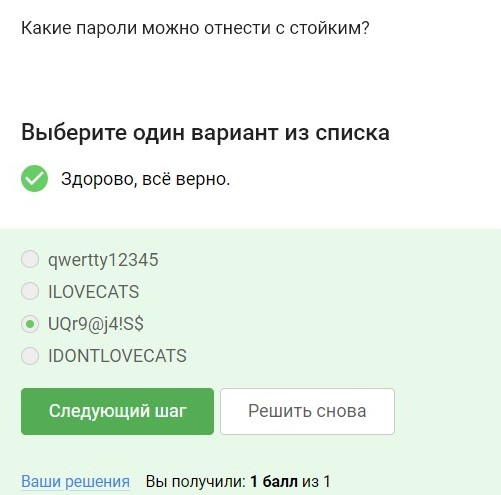 Какие пароли можно отнести с стойким?
Выберите один вариант из списка
Здорово, всё верно.
qwertty12345
ILOVECATS
UQr9@j4!S$
IDONTLOVECATS
Следующий шаг Решить снова
Ваши решения Вы получили: 1 балл из 1